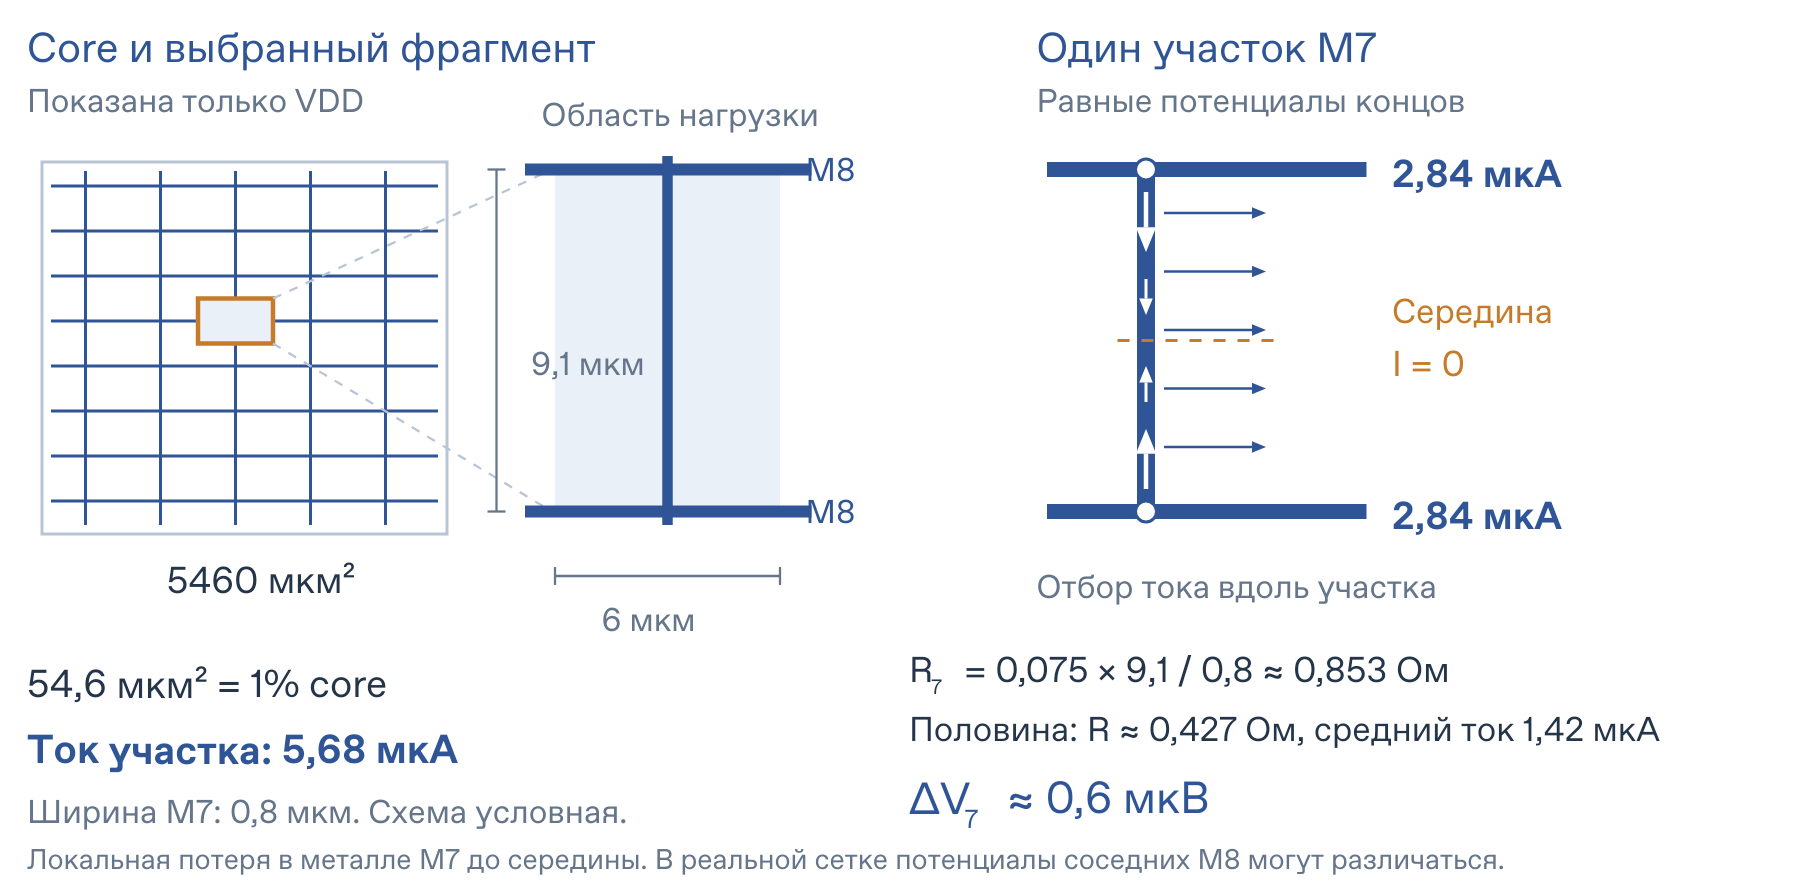 Core и выбранный фрагмент
Показана только VDD
Область нагрузки
M8
9,1 мкм
M8
5460 мкм²
6 мкм
54,6 мкм² = 1% core
Ток участка: 5,68 мкА
Ширина M7: 0,8 мкм. Схема условная.
Один участок M7
Равные потенциалы концов
2,84 мкА
Середина
I = 0
2,84 мкА
Отбор тока вдоль участка
R₇ = 0,075 × 9,1 / 0,8 ≈ 0,853 Ом
Половина: R ≈ 0,427 Ом, средний ток 1,42 мкА
ΔV₇ ≈ 0,6 мкВ
Локальная потеря в металле M7 до середины. В реальной сетке потенциалы соседних M8 могут различаться.